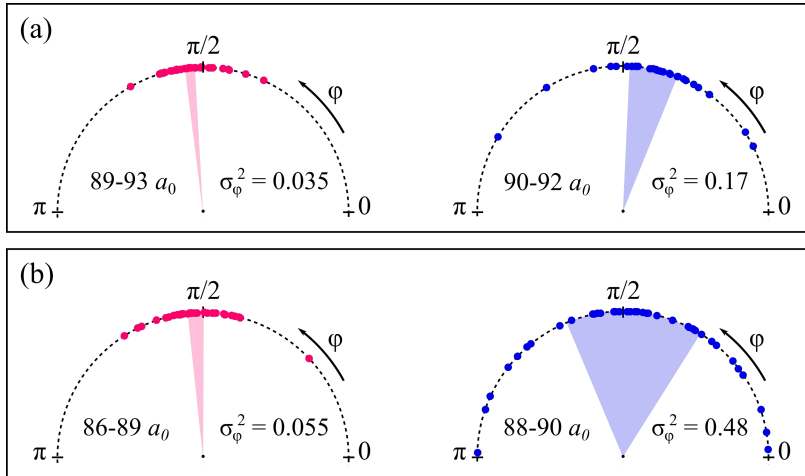 (a)
π/2
φ
89-93 a₀
σφ² = 0.035
π
0
π/2
φ
90-92 a₀
σφ² = 0.17
π
0
(b)
π/2
φ
86-89 a₀
σφ² = 0.055
π
0
π/2
φ
88-90 a₀
σφ² = 0.48
π
0